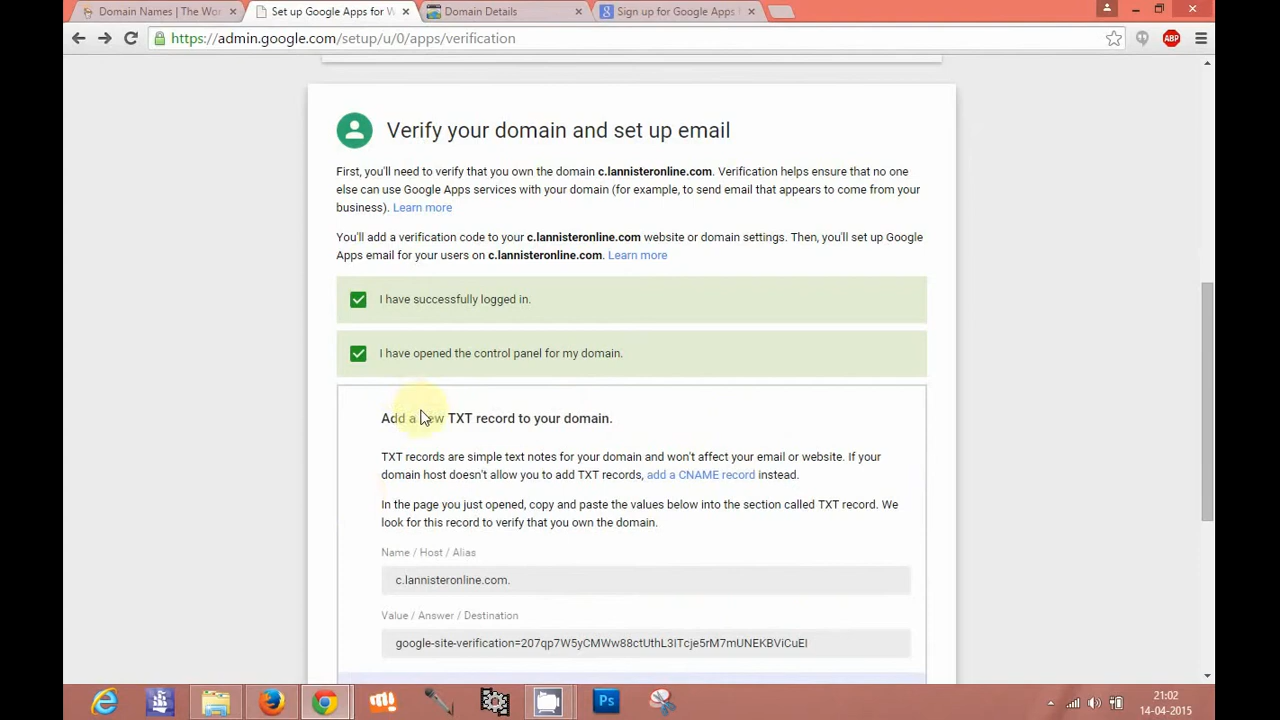 Domain Names | The Wor
Set up Google Apps for W
Domain Details
Sign up for Google Apps
https://admin.google.com/setup/u/0/apps/verification
Verify your domain and set up email
First, you'll need to verify that you own the domain c.lannisteronline.com. Verification helps ensure that no one
else can use Google Apps services with your domain (for example, to send email that appears to come from your
business). Learn more
You'll add a verification code to your c.lannisteronline.com website or domain settings. Then, you'll set up Google
Apps email for your users on c.lannisteronline.com. Learn more
I have successfully logged in.
I have opened the control panel for my domain.
Add a new TXT record to your domain.
TXT records are simple text notes for your domain and won't affect your email or website. If your
domain host doesn't allow you to add TXT records, add a CNAME record instead.
In the page you just opened, copy and paste the values below into the section called TXT record. We
look for this record to verify that you own the domain.
Name / Host / Alias
c.lannisteronline.com.
Value / Answer / Destination
google-site-verification=207qp7W5yCMWw88ctUthL3ITcje5rM7mUNEKBViCuEI
ABP
Ps
21:02
14-04-2015